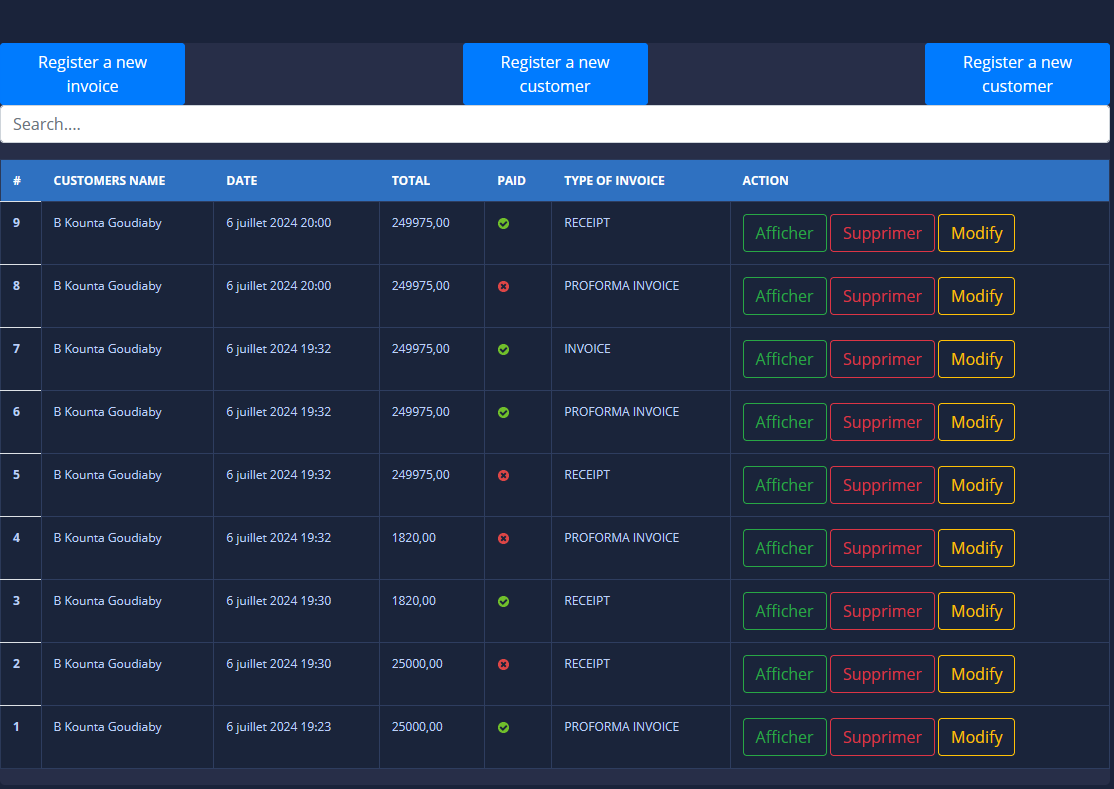 Register a new invoice
Register a new customer
Register a new customer
Search....
# CUSTOMERS NAME DATE TOTAL PAID TYPE OF INVOICE ACTION
9 B Kounta Goudiaby 6 juillet 2024 20:00 249975,00 RECEIPT Afficher Supprimer Modify
8 B Kounta Goudiaby 6 juillet 2024 20:00 249975,00 PROFORMA INVOICE Afficher Supprimer Modify
7 B Kounta Goudiaby 6 juillet 2024 19:32 249975,00 INVOICE Afficher Supprimer Modify
6 B Kounta Goudiaby 6 juillet 2024 19:32 249975,00 PROFORMA INVOICE Afficher Supprimer Modify
5 B Kounta Goudiaby 6 juillet 2024 19:32 249975,00 RECEIPT Afficher Supprimer Modify
4 B Kounta Goudiaby 6 juillet 2024 19:32 1820,00 PROFORMA INVOICE Afficher Supprimer Modify
3 B Kounta Goudiaby 6 juillet 2024 19:30 1820,00 RECEIPT Afficher Supprimer Modify
2 B Kounta Goudiaby 6 juillet 2024 19:30 25000,00 RECEIPT Afficher Supprimer Modify
1 B Kounta Goudiaby 6 juillet 2024 19:23 25000,00 PROFORMA INVOICE Afficher Supprimer Modify